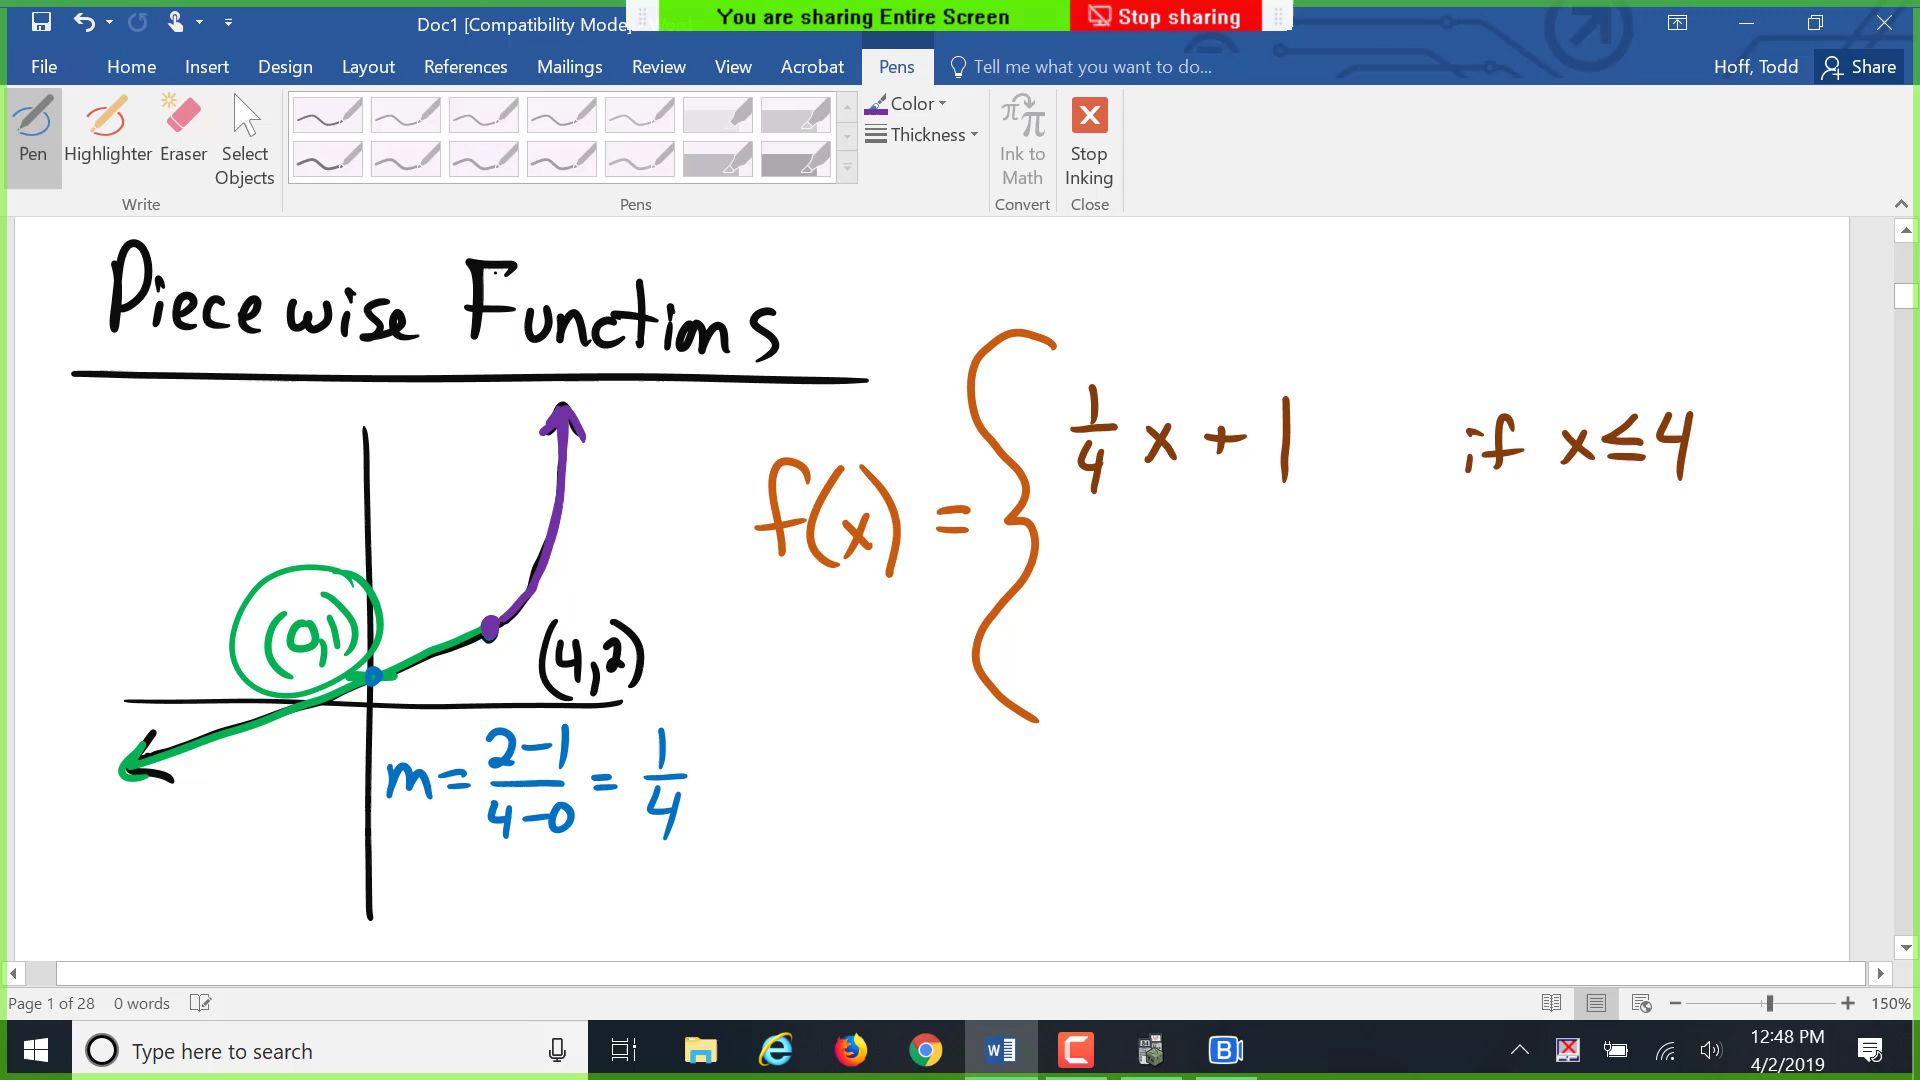 You are sharing Entire Screen Stop sharing
Doc1 [Compatibility Mode]
File Home Insert Design Layout References Mailings Review View Acrobat Pens Tell me what you want to do... Hoff, Todd Share
Pen Highlighter Eraser Select Objects Color Thickness Ink to Math Stop Inking
Write Pens Convert Close
Piecewise Functions
f(x) = { 1/4 x + 1 if x ≤ 4
(0,1)
(4,2)
m = 2-1/4-0 = 1/4
Page 1 of 28 0 words 150%
Type here to search
12:48 PM
4/2/2019